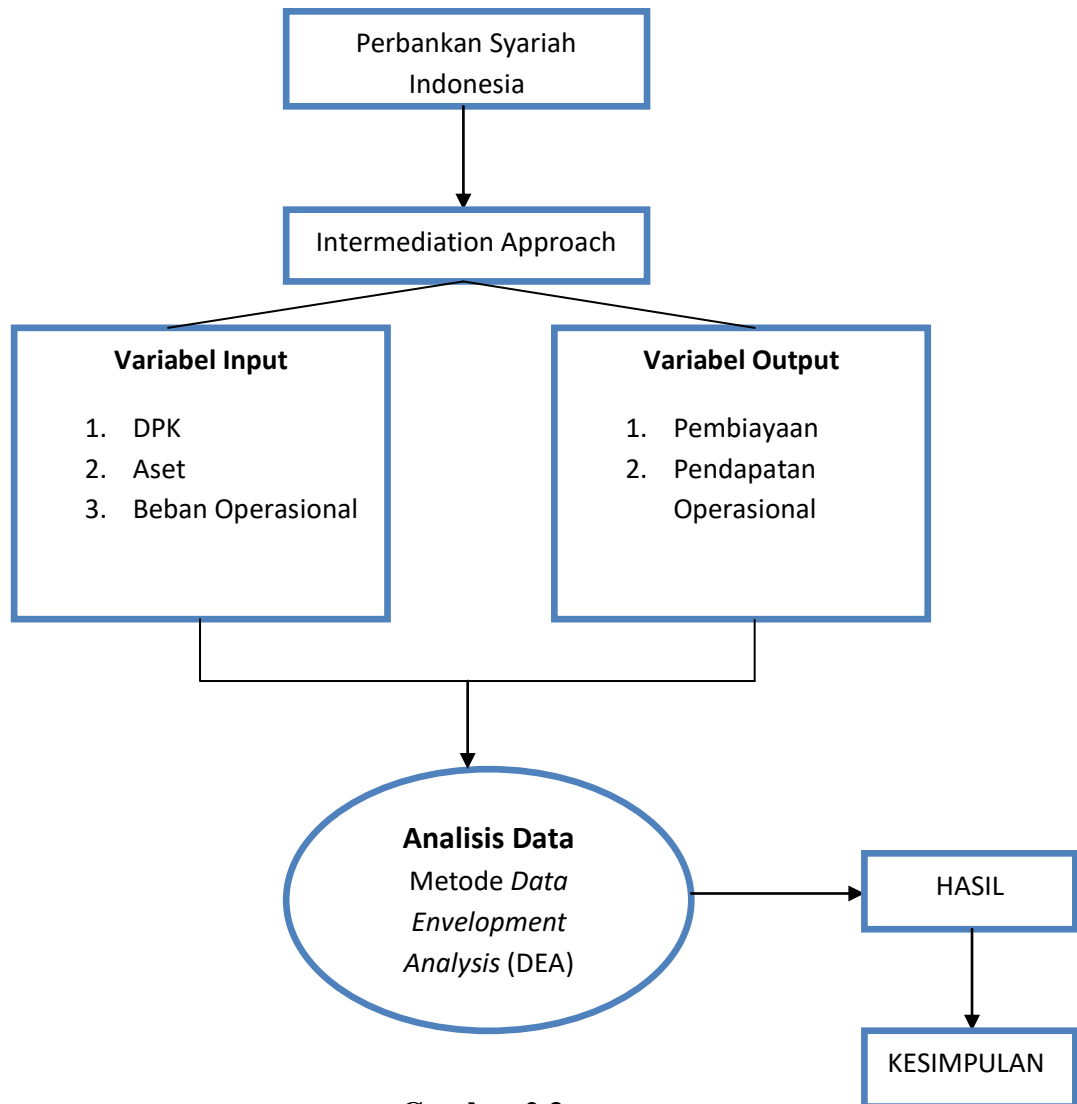 Perbankan Syariah
Indonesia
Intermediation Approach
Variabel Input
1. DPK
2. Aset
3. Beban Operasional
Variabel Output
1. Pembiayaan
2. Pendapatan
Operasional
Analisis Data
Metode Data
Envelopment
Analysis (DEA)
HASIL
KESIMPULAN